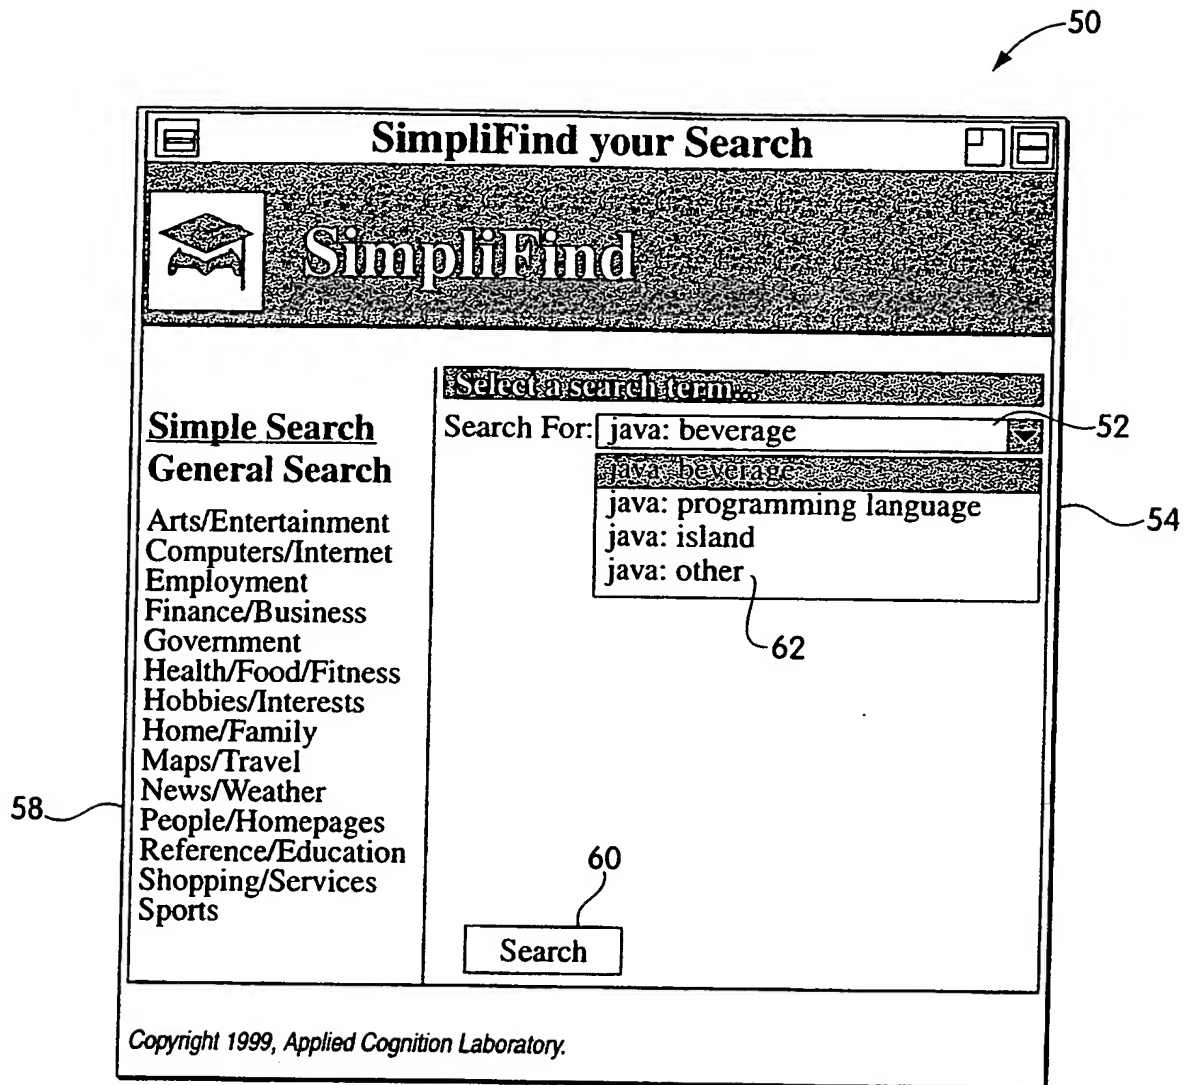 50
SimpliFind your Search
SimpliFind
Select a search term...
Simple Search
General Search
Search For: java: beverage
52
java: beverage
java: programming language
java: island
java: other
54
62
Arts/Entertainment
Computers/Internet
Employment
Finance/Business
Government
Health/Food/Fitness
Hobbies/Interests
Home/Family
Maps/Travel
News/Weather
People/Homepages
Reference/Education
Shopping/Services
Sports
58
60
Search
Copyright 1999, Applied Cognition Laboratory.